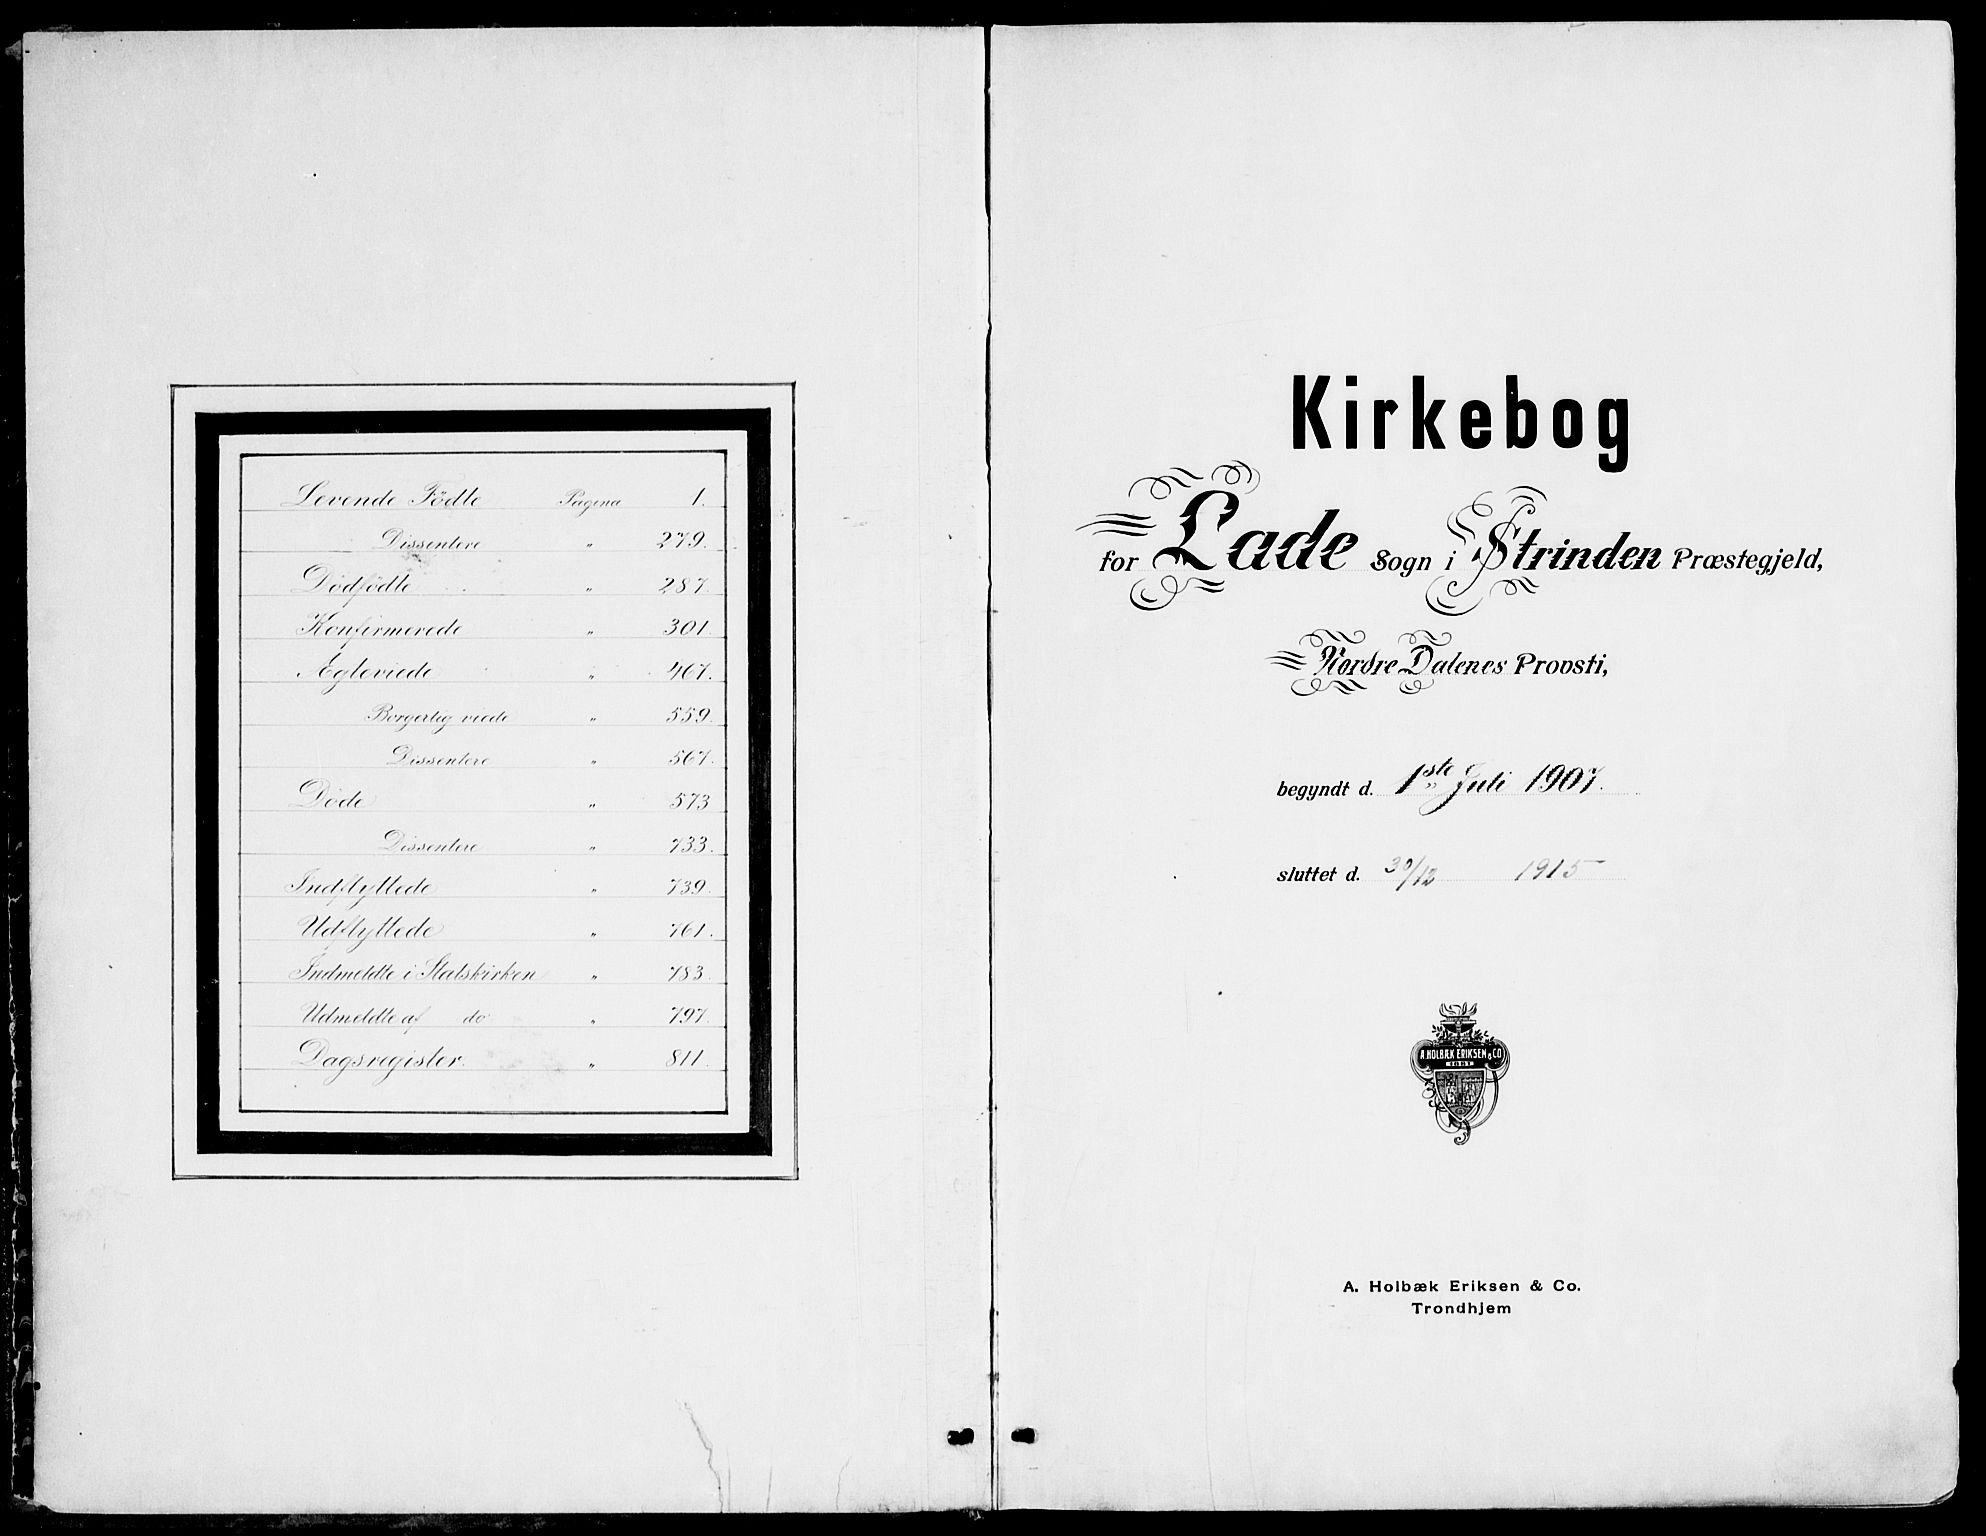 Levende Födte Pagina 1.
Dissentere " 279.
Dödfödte " 287.
Konfirmerede " 301.
Ægteviede " 467.
Borgerlig viede " 559.
Dissentere " 567.
Døde " 573
Dissentere " 733.
Indflyttede " 739.
Udflyttede " 761.
Indmeldte i Statskirken " 783.
Udmeldte af do " 797.
Dagsregister. " 811.
Kirkebog
for Lade Sogn i Strinden Præstegjeld,
Nordre Dalenes Provsti,
begyndt d. 1ste Juli 1907.
sluttet d. 30/12 1915
A. HOLBÆK ERIKSEN & CO
A. Holbæk Eriksen & Co.
Trondhjem